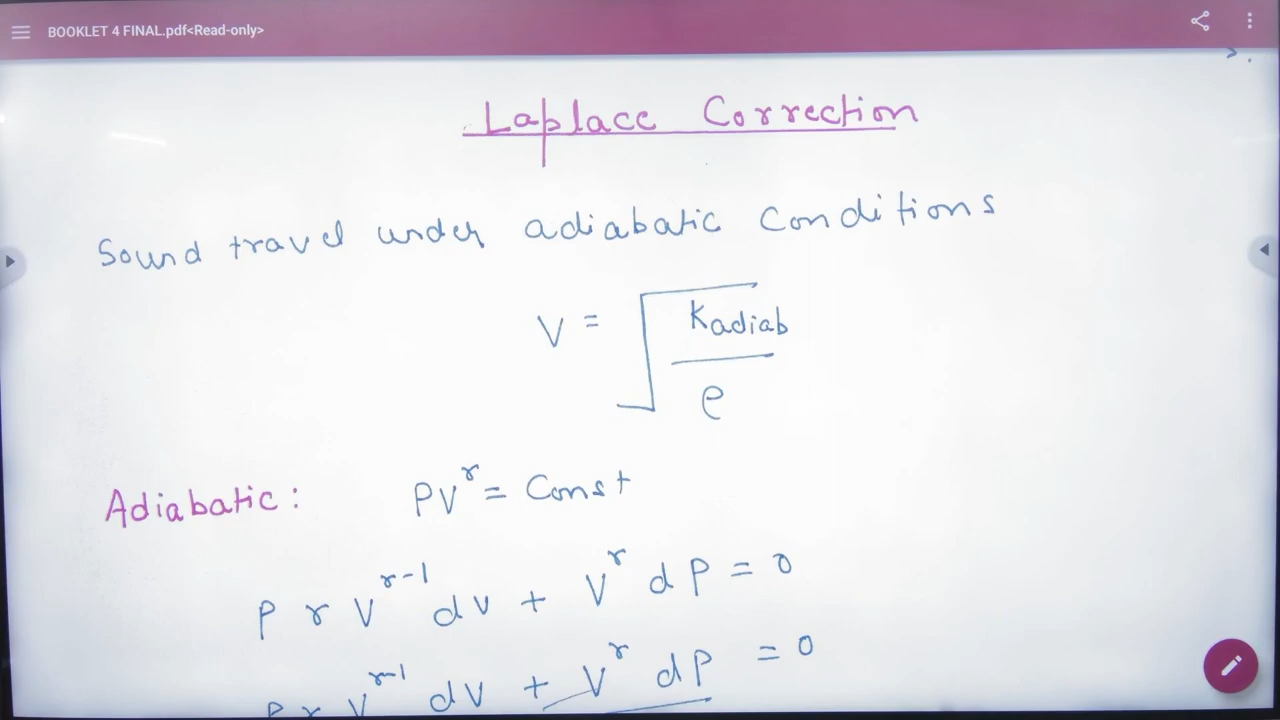 BOOKLET 4 FINAL.pdf<Read-only>
Laplace Correction
Sound travel under adiabatic conditions
V = √(Kadiab / ρ)
Adiabatic: PV^γ = Const
P γ V^(γ-1) dv + V^γ dP = 0
P γ V^(γ-1) dv + V^γ dP = 0